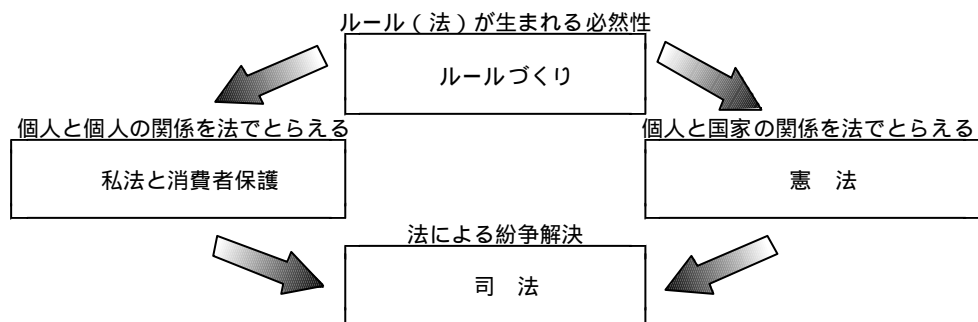 ルール(法)が生まれる必然性
ルールづくり
個人と個人の関係を法でとらえる
個人と国家の関係を法でとらえる
私法と消費者保護
憲　法
法による紛争解決
司　法